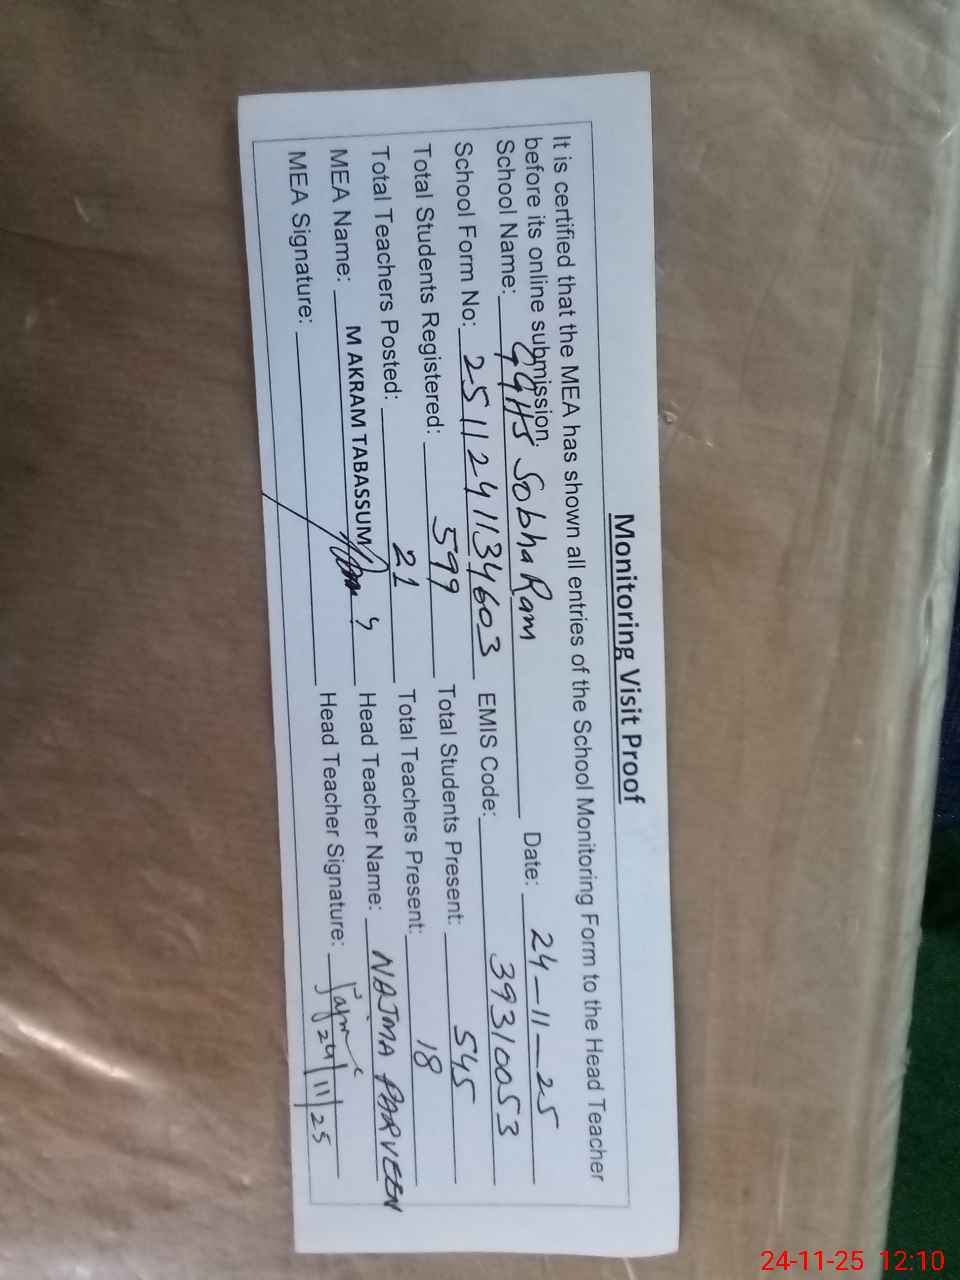 Monitoring Visit Proof
It is certified that the MEA has shown all entries of the School Monitoring Form to the Head Teacher
before its online submission.
School Name: GGHS Sobha Ram Date: 24-11-25
School Form No: 251124113 4603 EMIS Code: 39310053
Total Students Registered: 599 Total Students Present: 545
Total Teachers Posted: 21 Total Teachers Present: 18
MEA Name: M AKRAM TABASSUM Head Teacher Name: NAJMA PARVEEN
MEA Signature: Head Teacher Signature: 24/11/25
24-11-25 12:10